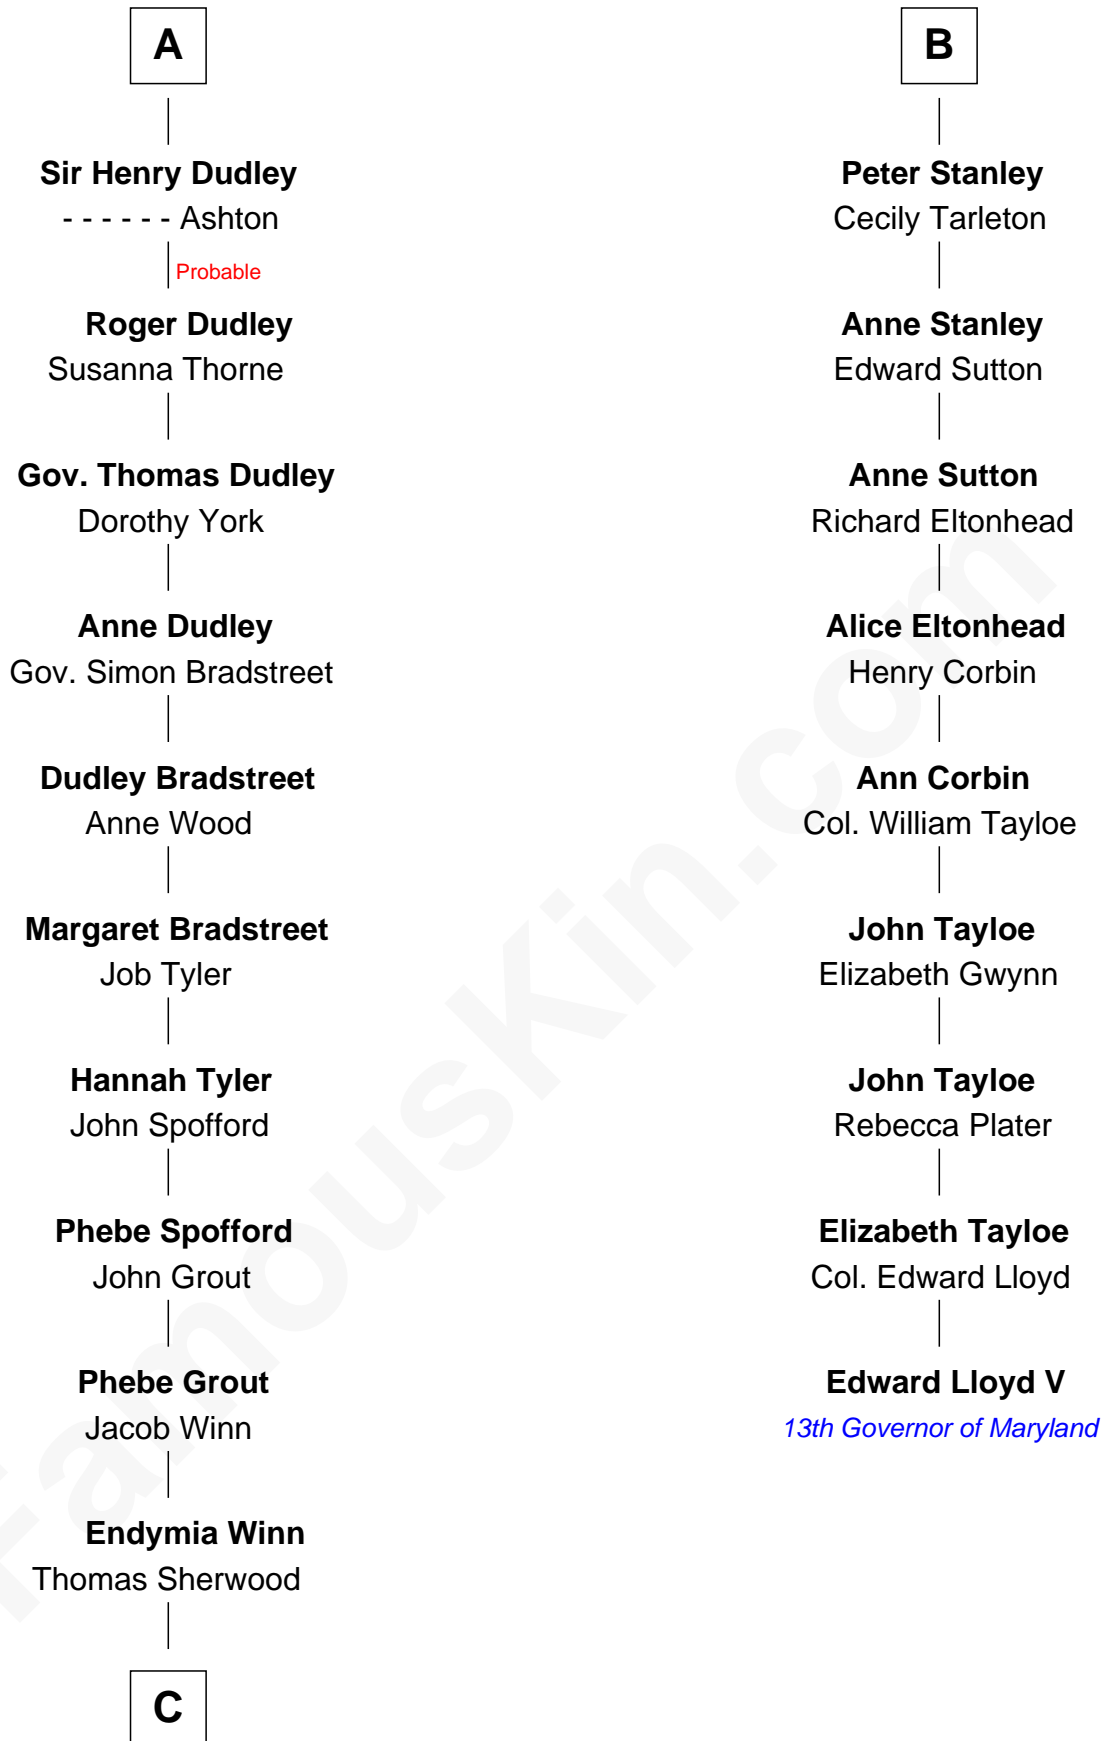 A
Sir Henry Dudley
- - - - - - Ashton
Probable
Roger Dudley
Susanna Thorne
Gov. Thomas Dudley
Dorothy York
Anne Dudley
Gov. Simon Bradstreet
Dudley Bradstreet
Anne Wood
Margaret Bradstreet
Job Tyler
Hannah Tyler
John Spofford
Phebe Spofford
John Grout
Phebe Grout
Jacob Winn
Endymia Winn
Thomas Sherwood
C
B
Peter Stanley
Cecily Tarleton
Anne Stanley
Edward Sutton
Anne Sutton
Richard Eltonhead
Alice Eltonhead
Henry Corbin
Ann Corbin
Col. William Tayloe
John Tayloe
Elizabeth Gwynn
John Tayloe
Rebecca Plater
Elizabeth Tayloe
Col. Edward Lloyd
Edward Lloyd V
13th Governor of Maryland
FamousKin.com